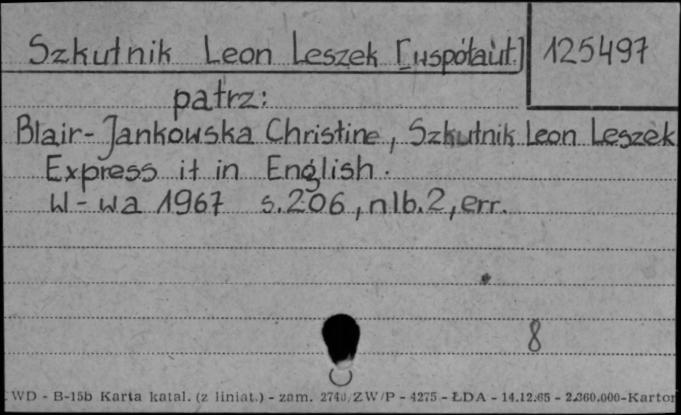 Szkutnik Leon Leszek [współaut.] 125497
patrz:
Blair-Jankowska Christine, Szkutnik Leon Leszek
Express it in English.
W-wa 1967 s.206, nlb.2, err.
8
WD - B-15b Karta katal. (z liniat.) - zam. 2740/ZW/P - 4275 - ŁDA - 14.12.65 - 2.360.000-Karton